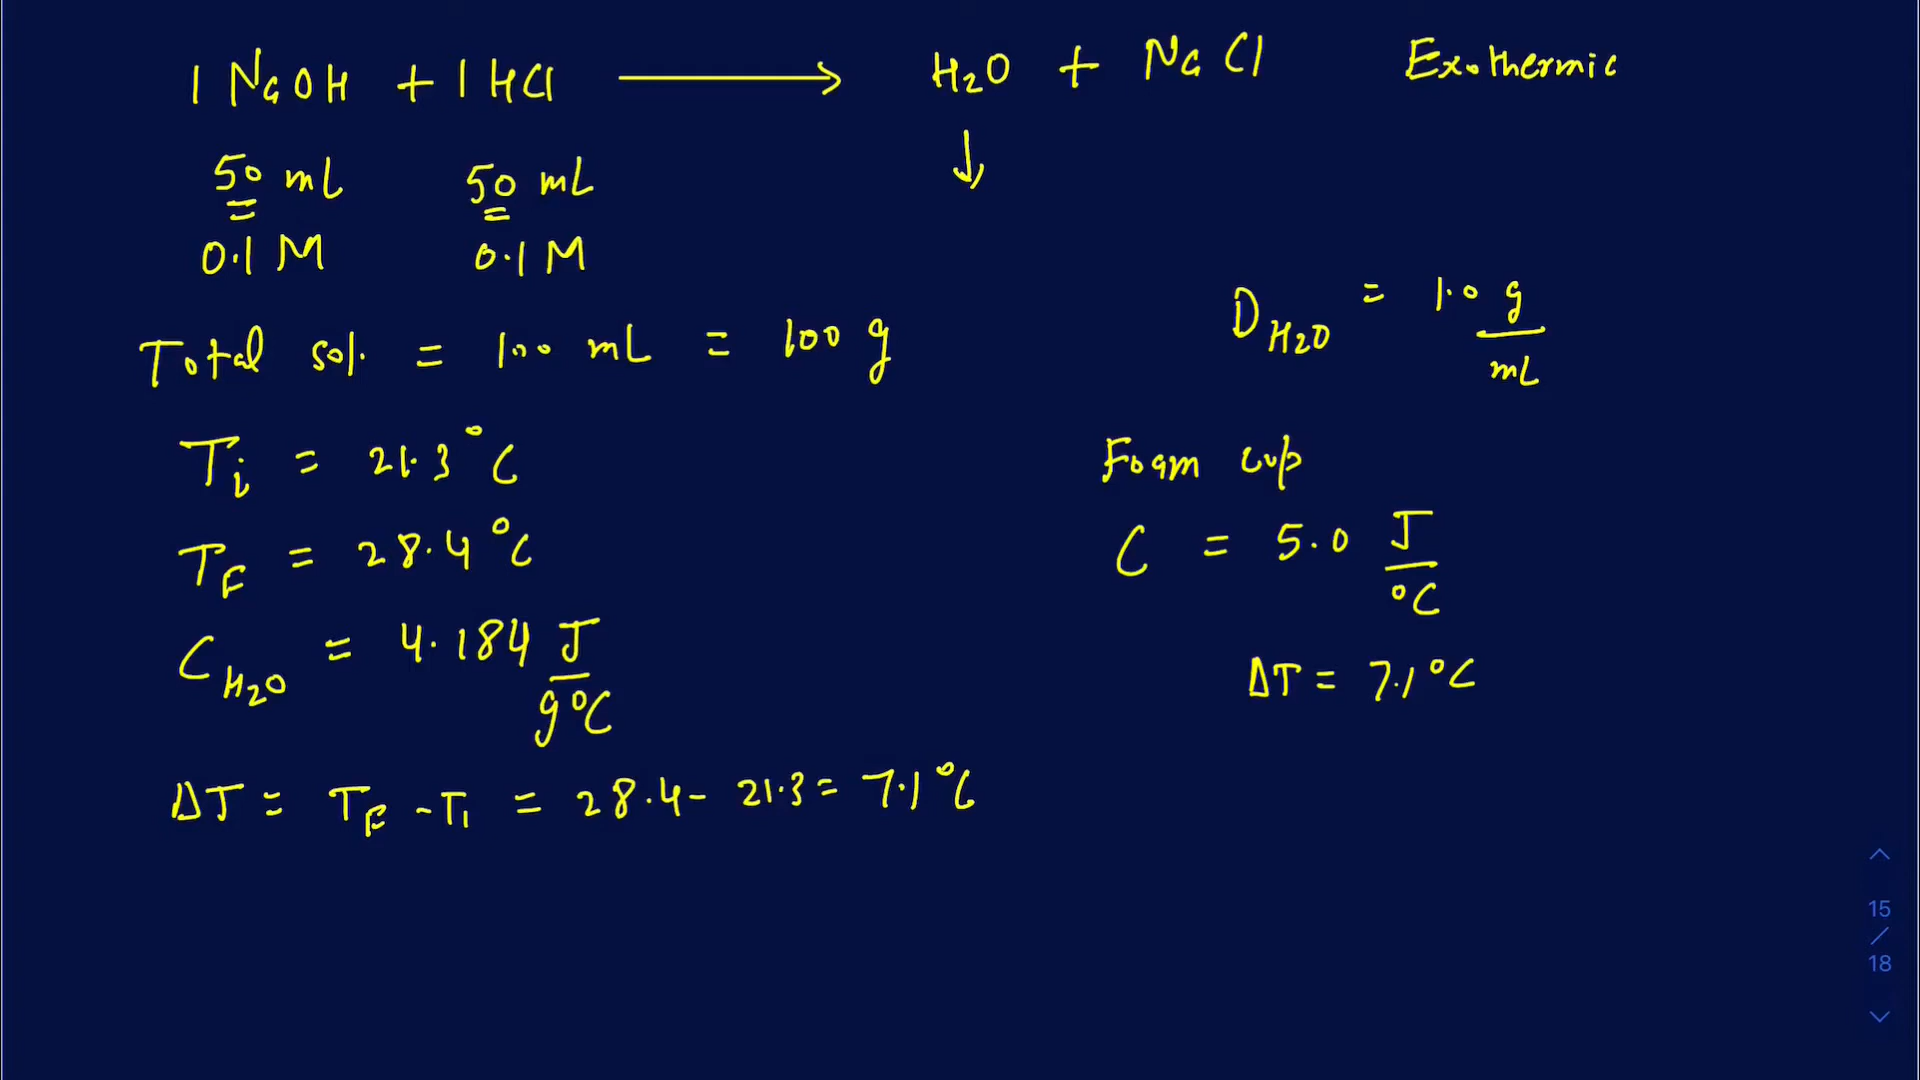 1 NaOH + 1 HCl ⟶ H2O + NaCl Exothermic
50 mL 50 mL ↓
0.1 M 0.1 M
DH2O = 1.0 g/mL
Total sol. = 100 mL = 100 g
Ti = 21.3°C
Foam cup
TF = 28.4°C
C = 5.0 J/°C
CH2O = 4.184 J/g°C
ΔT = 7.1°C
ΔT = TF - Ti = 28.4 - 21.3 = 7.1°C
15
/
18